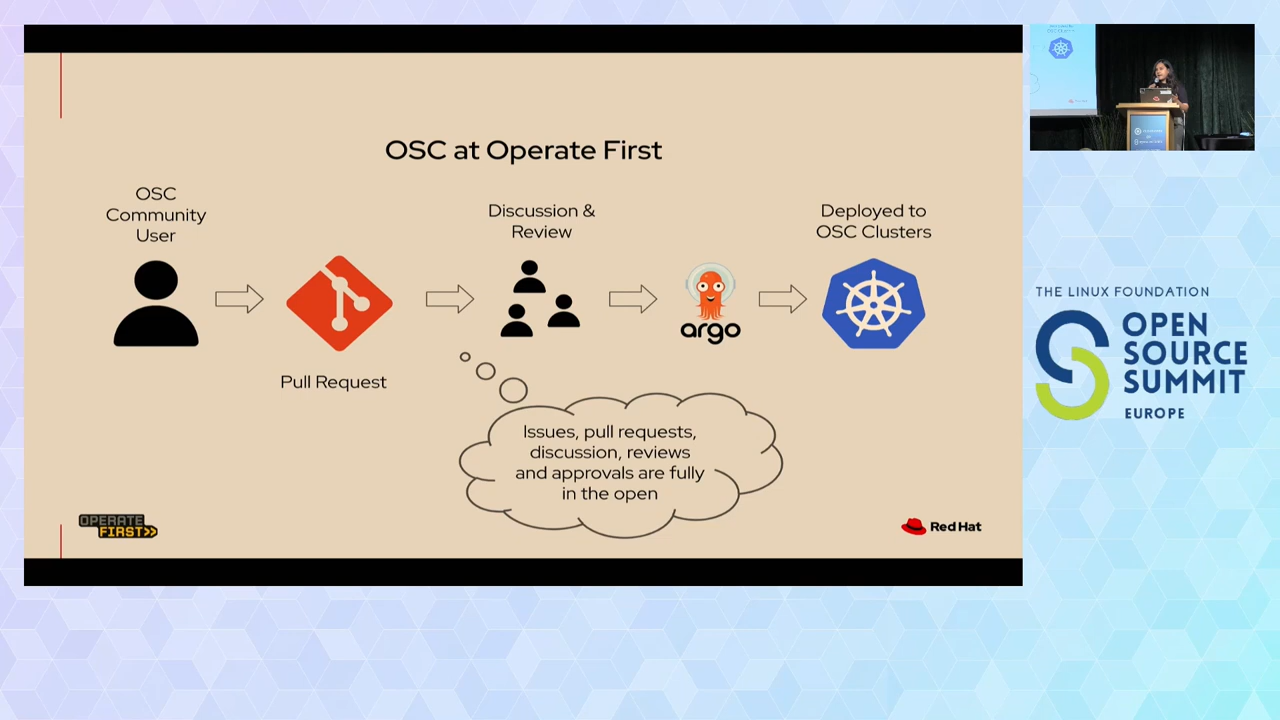 OSC at Operate First
OSC
Community
User
Pull Request
Discussion &
Review
argo
Deployed to
OSC Clusters
Issues, pull requests,
discussion, reviews
and approvals are fully
in the open
OPERATE
FIRST
Red Hat
THE LINUX FOUNDATION
OPEN
SOURCE
SUMMIT
EUROPE